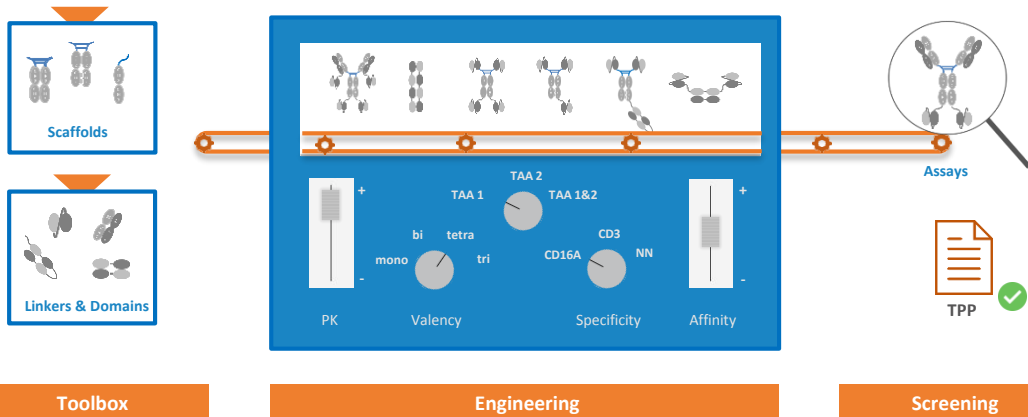 Scaffolds
Linkers & Domains
TAA 2
TAA 1
TAA 1&2
bi
tetra
mono
tri
CD3
CD16A
NN
+
-
+
-
PK
Valency
Specificity
Affinity
Assays
TPP
Toolbox
Engineering
Screening